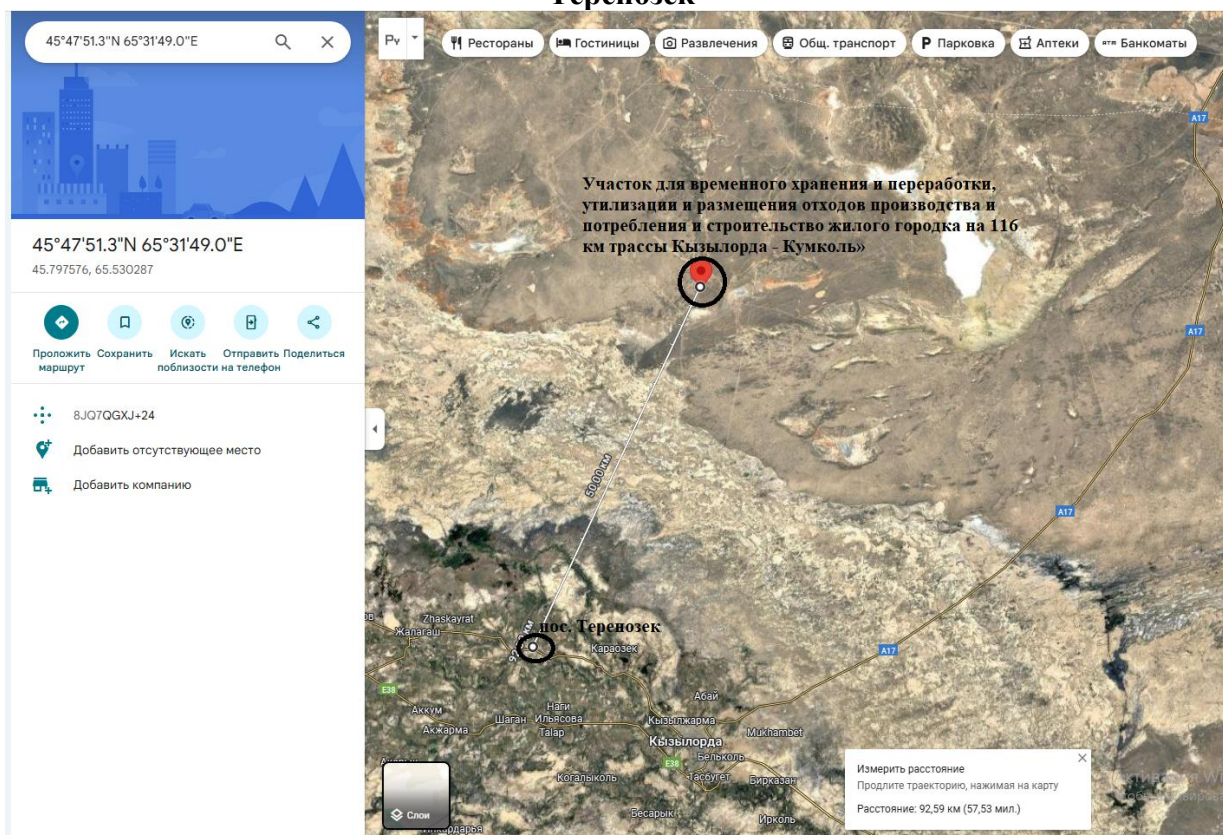 Теренозек
45°47'51.3"N 65°31'49.0"E
Рестораны
Гостиницы
Развлечения
Общ. транспорт
Парковка
Аптеки
Банкоматы
A17
Участок для временного хранения и переработки,
утилизации и размещения отходов производства и
потребления и строительство жилого городка на 116
км трассы Кызылорда - Кумколь»
45°47'51.3"N 65°31'49.0"E
45.797576, 65.530287
Проложить маршрут
Сохранить
Искать поблизости
Отправить на телефон
Поделиться
A17
8JQ7QGXJ+24
Добавить отсутствующее место
Добавить компанию
50,00 км
A17
Zhaskayrat
Жалагаш
пос. Теренозек
Караозек
A17
E38
Аккум
Акжарма
Шаган
Наги
Ильясова
Talap
Абай
Кызылжарма
Mukhambet
Кызылорда
Белколь
E38
Тасбугет
Бирказан
Когалыколь
Бесарык
Ирколь
Слои
Измерить расстояние
Продлите траекторию, нажимая на карту
Расстояние: 92,59 км (57,53 мил.)